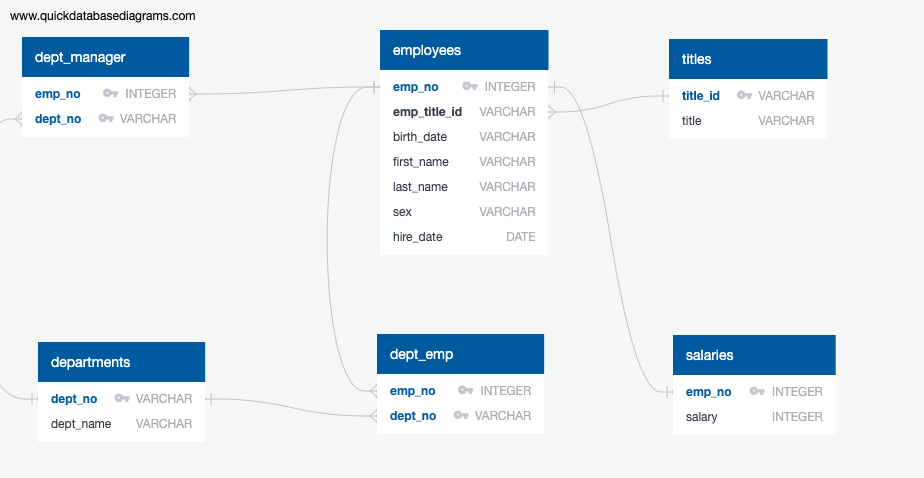 www.quickdatabasediagrams.com
dept_manager
emp_no INTEGER
dept_no VARCHAR
employees
emp_no INTEGER
emp_title_id VARCHAR
birth_date VARCHAR
first_name VARCHAR
last_name VARCHAR
sex VARCHAR
hire_date DATE
titles
title_id VARCHAR
title VARCHAR
departments
dept_no VARCHAR
dept_name VARCHAR
dept_emp
emp_no INTEGER
dept_no VARCHAR
salaries
emp_no INTEGER
salary INTEGER